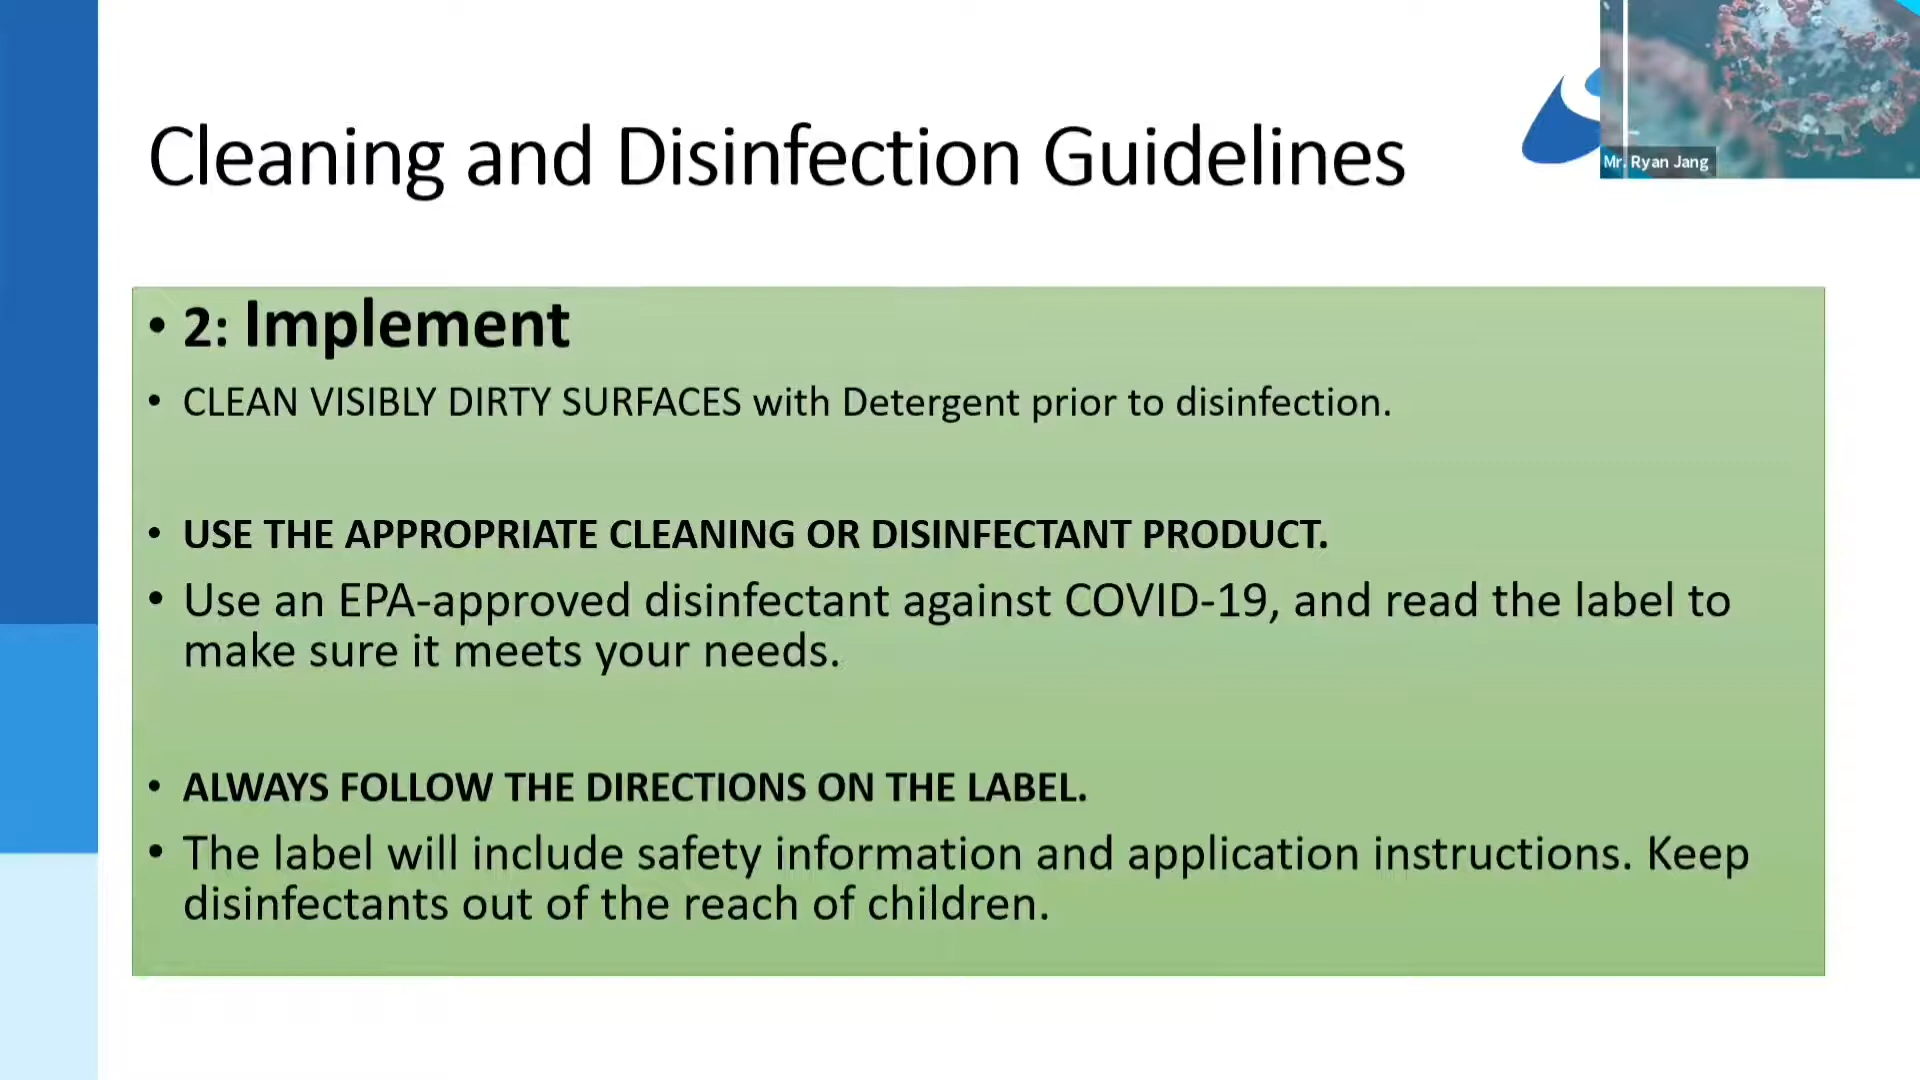 Cleaning and Disinfection Guidelines
Mr. Ryan Jang
• 2: Implement
• CLEAN VISIBLY DIRTY SURFACES with Detergent prior to disinfection.
• USE THE APPROPRIATE CLEANING OR DISINFECTANT PRODUCT.
• Use an EPA-approved disinfectant against COVID-19, and read the label to
make sure it meets your needs.
• ALWAYS FOLLOW THE DIRECTIONS ON THE LABEL.
• The label will include safety information and application instructions. Keep
disinfectants out of the reach of children.